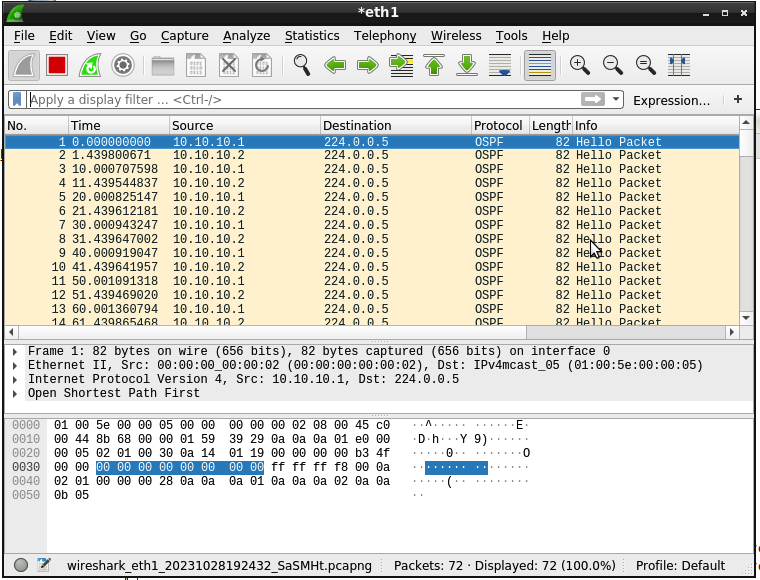 *eth1
File Edit View Go Capture Analyze Statistics Telephony Wireless Tools Help
Apply a display filter ... <Ctrl-/> Expression... +
No. Time Source Destination Protocol Length Info
1 0.000000000 10.10.10.1 224.0.0.5 OSPF 82 Hello Packet
2 1.439800671 10.10.10.2 224.0.0.5 OSPF 82 Hello Packet
3 10.000707598 10.10.10.1 224.0.0.5 OSPF 82 Hello Packet
4 11.439544837 10.10.10.2 224.0.0.5 OSPF 82 Hello Packet
5 20.000825147 10.10.10.1 224.0.0.5 OSPF 82 Hello Packet
6 21.439612181 10.10.10.2 224.0.0.5 OSPF 82 Hello Packet
7 30.000943247 10.10.10.1 224.0.0.5 OSPF 82 Hello Packet
8 31.439647002 10.10.10.2 224.0.0.5 OSPF 82 Hello Packet
9 40.000919047 10.10.10.1 224.0.0.5 OSPF 82 Hello Packet
10 41.439641957 10.10.10.2 224.0.0.5 OSPF 82 Hello Packet
11 50.001091318 10.10.10.1 224.0.0.5 OSPF 82 Hello Packet
12 51.439469020 10.10.10.2 224.0.0.5 OSPF 82 Hello Packet
13 60.001360794 10.10.10.1 224.0.0.5 OSPF 82 Hello Packet
14 61.439865468 10.10.10.2 224.0.0.5 OSPF 82 Hello Packet
Frame 1: 82 bytes on wire (656 bits), 82 bytes captured (656 bits) on interface 0
Ethernet II, Src: 00:00:00_00:00:02 (00:00:00:00:00:02), Dst: IPv4mcast_05 (01:00:5e:00:00:05)
Internet Protocol Version 4, Src: 10.10.10.1, Dst: 224.0.0.5
Open Shortest Path First
0000 01 00 5e 00 00 05 00 00 00 00 00 02 08 00 45 c0 ··^····· ······E·
0010 00 44 8b 68 00 00 01 59 39 29 0a 0a 0a 01 e0 00 ·D·h···Y 9)······
0020 00 05 02 01 00 30 0a 14 01 19 00 00 00 00 b3 4f ·····0·· ·······O
0030 00 00 00 00 00 00 00 00 00 00 ff ff ff f8 00 0a ········ ········
0040 02 01 00 00 00 28 0a 0a 0a 01 0a 0a 0a 02 0a 0a ·····(·· ········
0050 0b 05 ··
wireshark_eth1_20231028192432_SaSMHt.pcapng Packets: 72 · Displayed: 72 (100.0%) Profile: Default